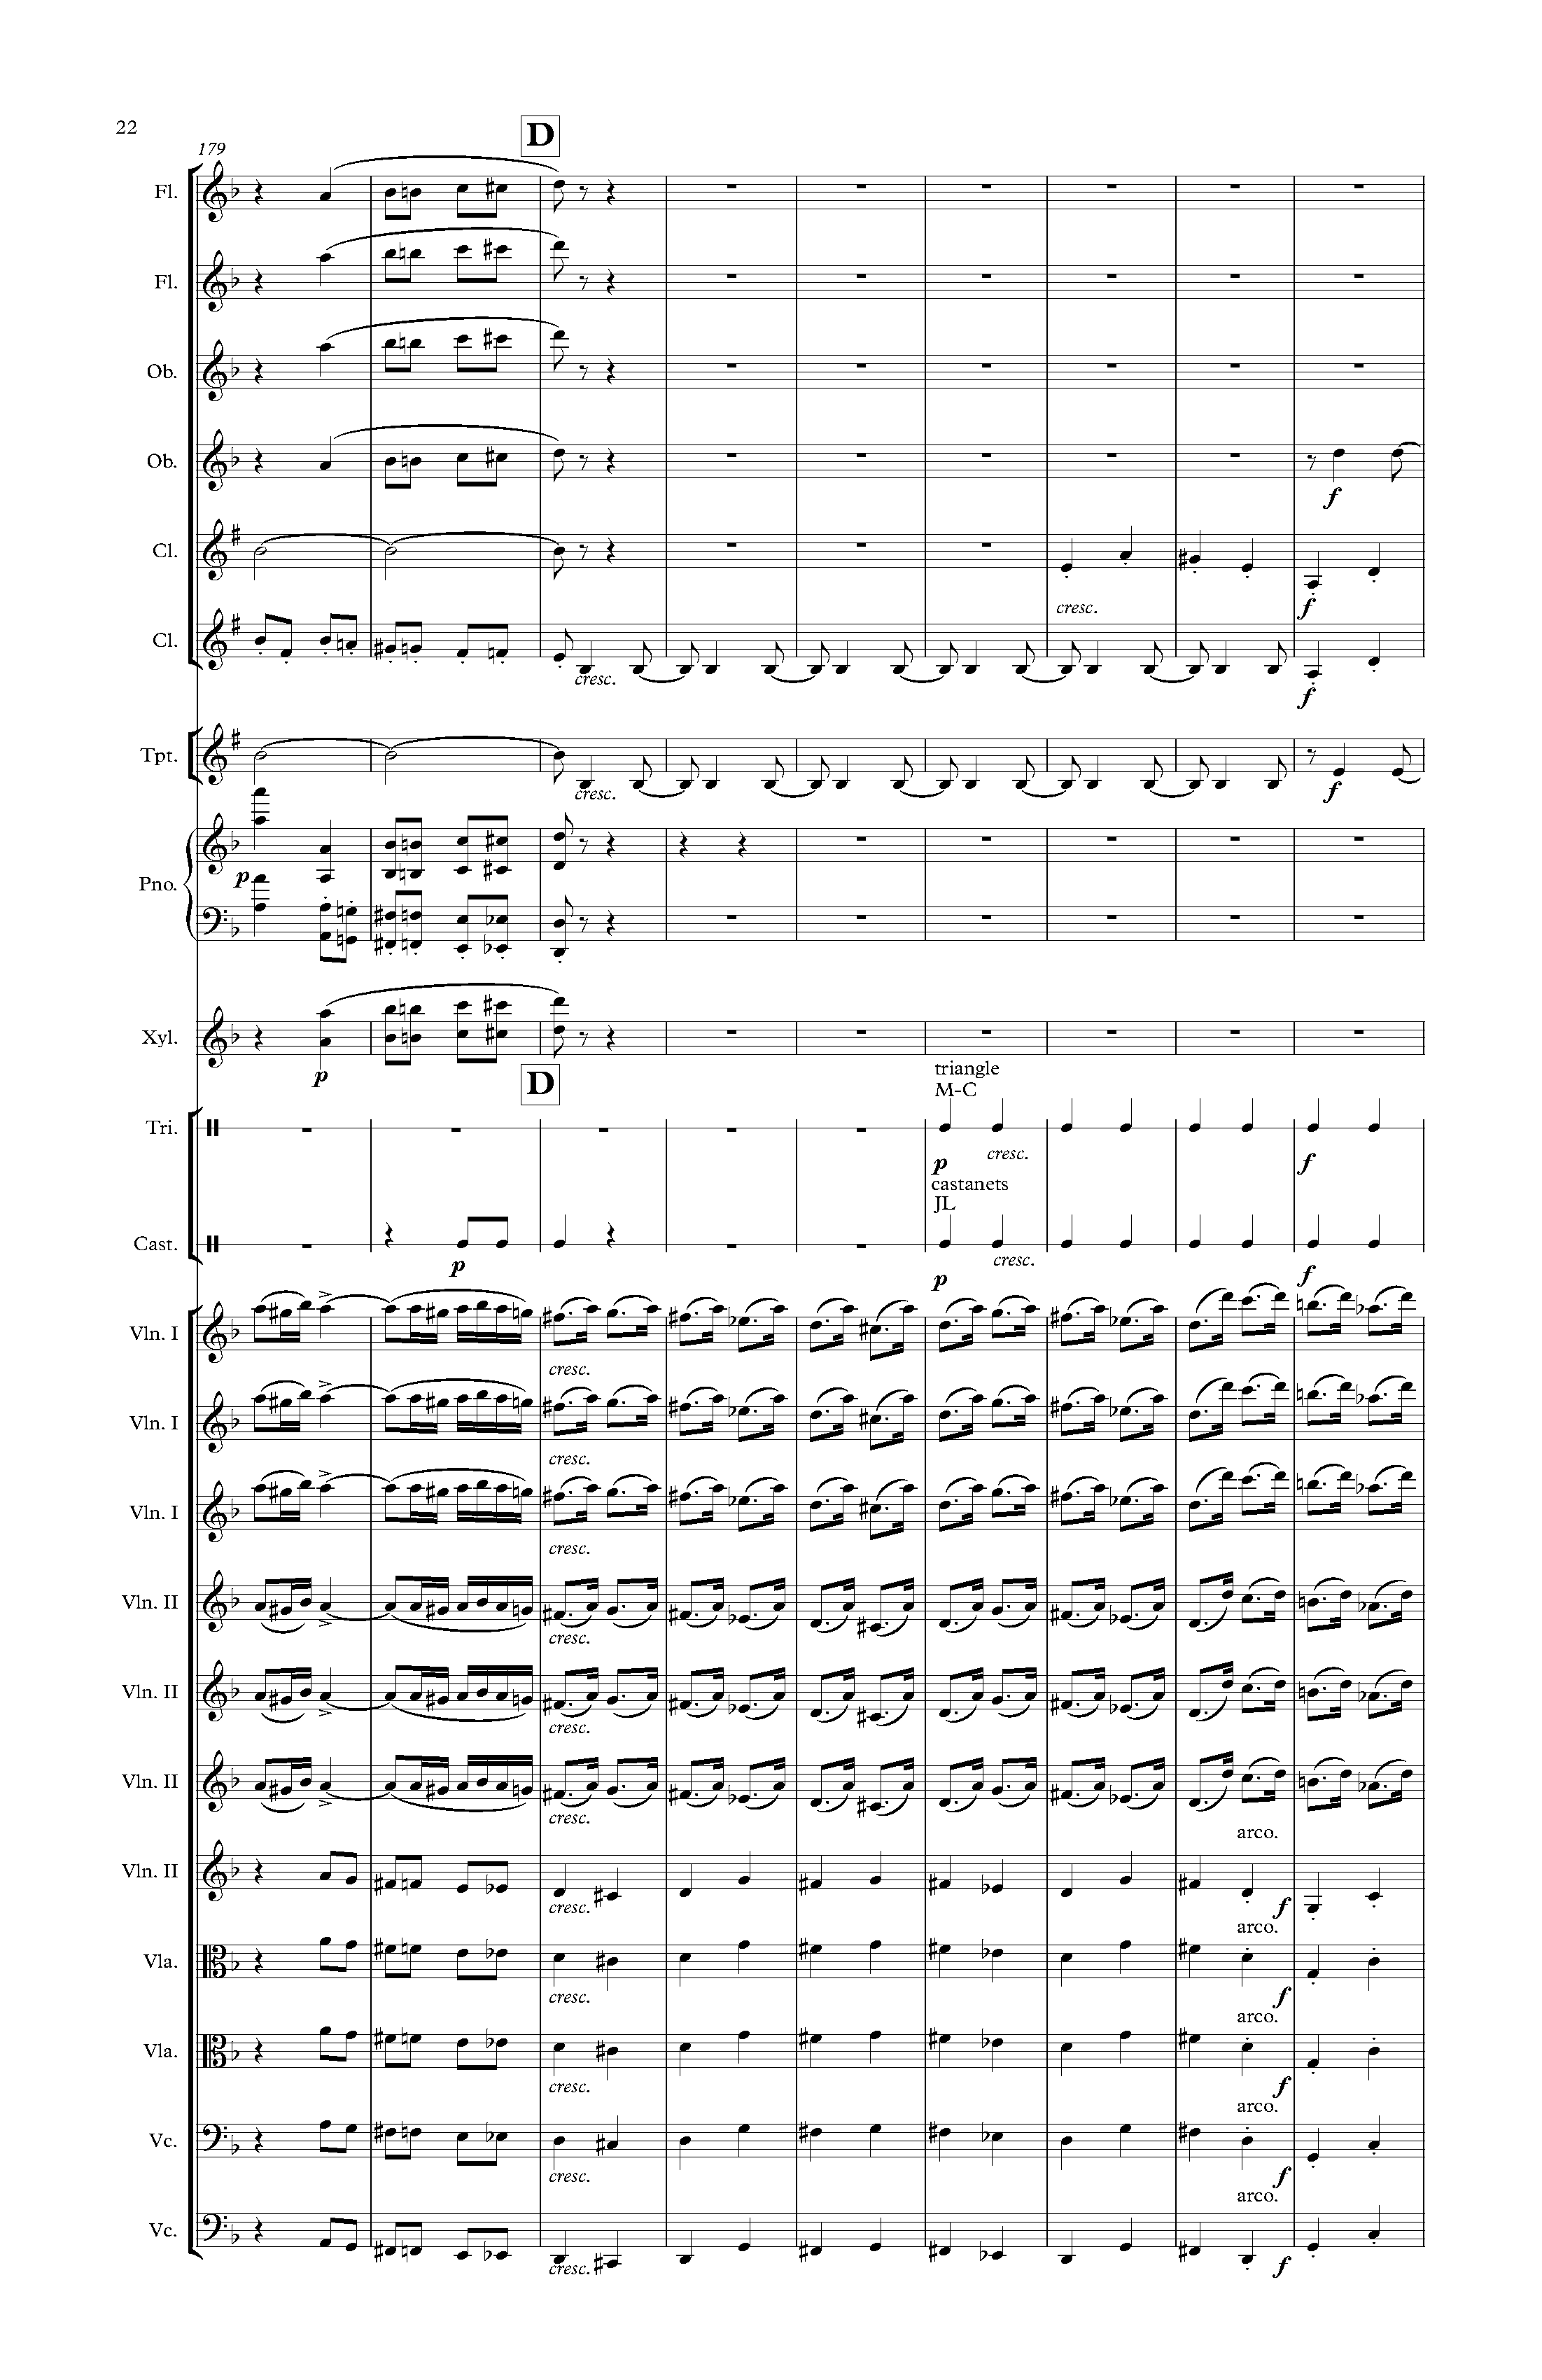 22
D
179
Fl.
Fl.
Ob.
Ob.
f
Cl.
cresc.
f
Cl.
cresc.
f
Tpt.
cresc.
f
Pno.
p
Xyl.
p
D
triangle
M-C
Tri.
p
cresc.
f
castanets
JL
Cast.
p
p
cresc.
f
Vln. I
cresc.
Vln. I
cresc.
Vln. I
cresc.
Vln. II
cresc.
Vln. II
cresc.
Vln. II
cresc.
arco.
Vln. II
cresc.
f
arco.
Vla.
cresc.
f
arco.
Vla.
cresc.
f
arco.
Vc.
cresc.
f
arco.
Vc.
cresc.
f